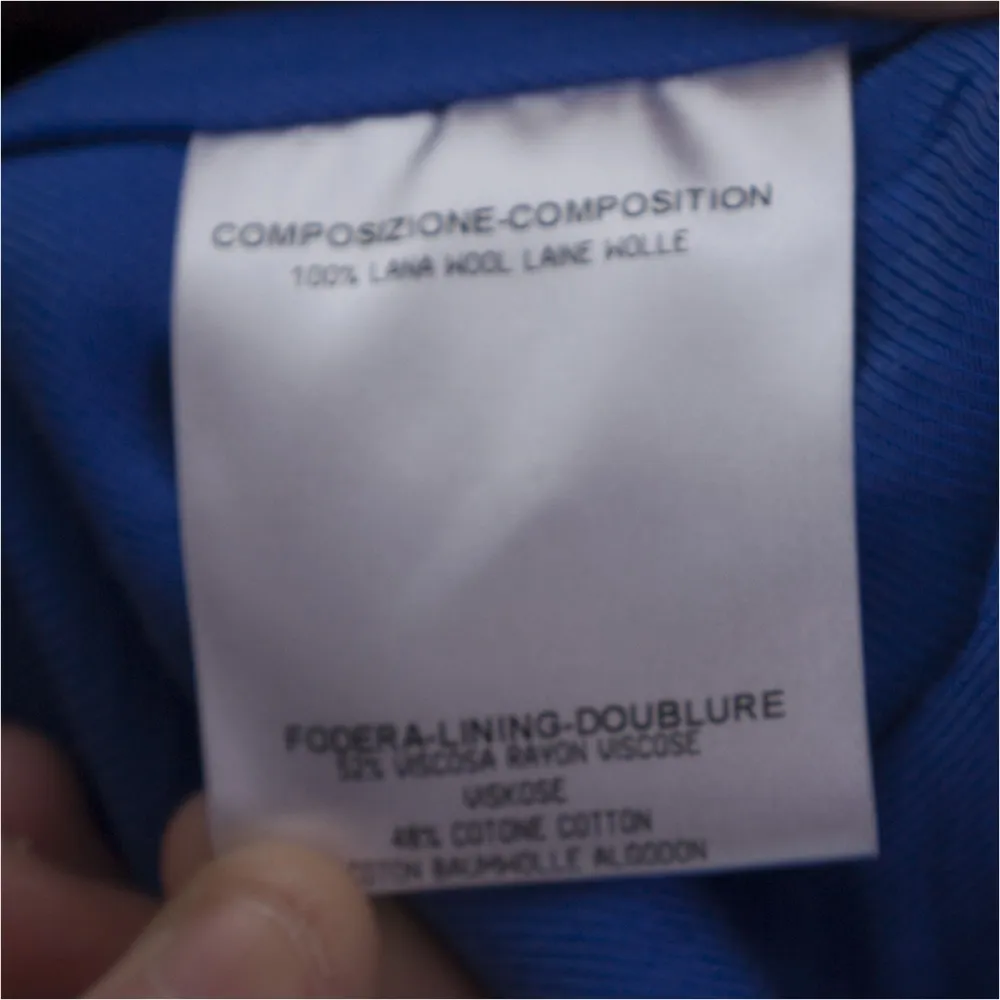 COMPOSIZIONE-COMPOSITION
100% LANA WOOL LAINE WOLLE
FODERA-LINING-DOUBLURE
52% VISCOSA RAYON VISCOSE
VISKOSE
48% COTONE COTTON
BAUMWOLLE ALGODON